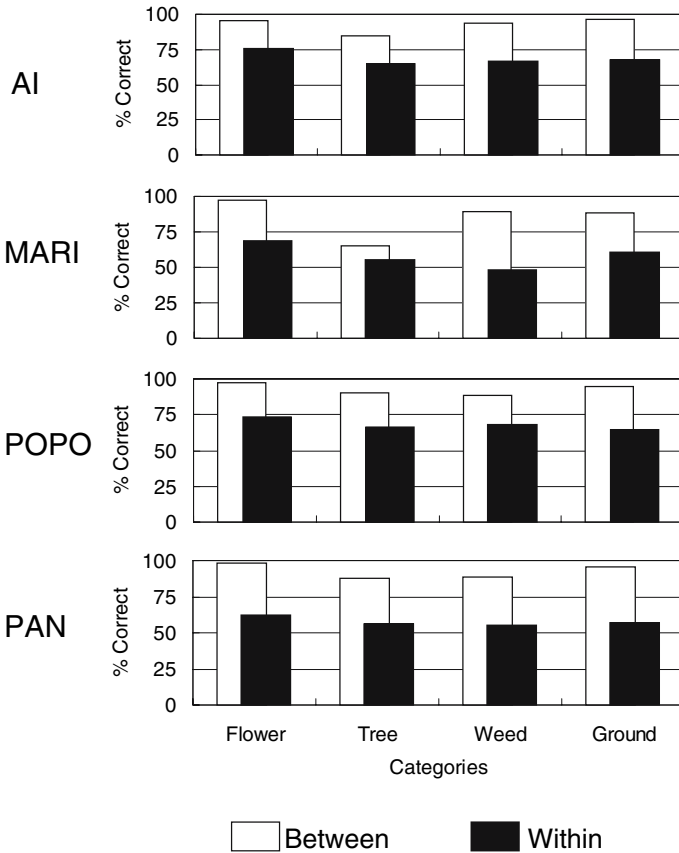 AI
% Correct
100
75
50
25
0
MARI
% Correct
100
75
50
25
0
POPO
% Correct
100
75
50
25
0
PAN
% Correct
100
75
50
25
0
Flower Tree Weed Ground
Categories
Between Within